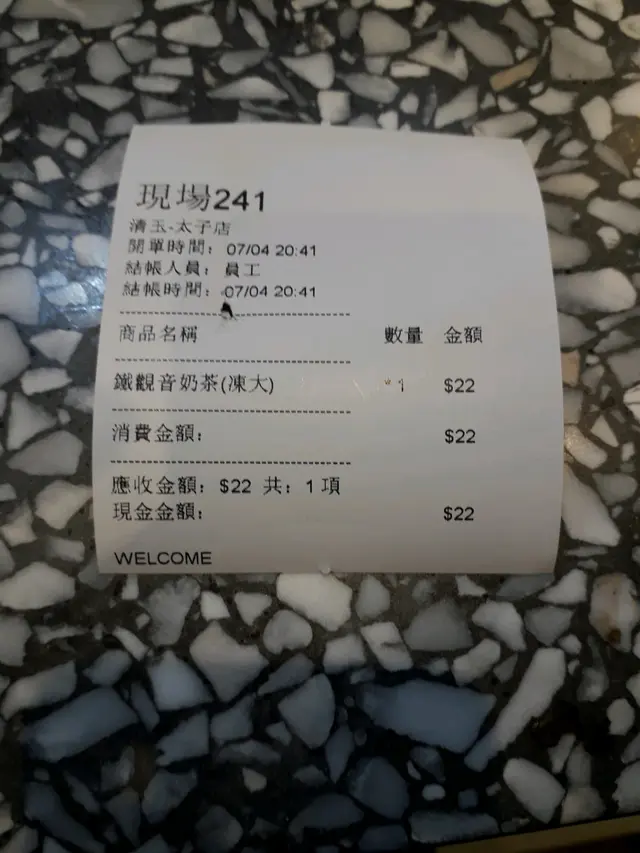 現場241
清玉-太子店
開單時間：07/04 20:41
結帳人員：員工
結帳時間：07/04 20:41
商品名稱 數量 金額
鐵觀音奶茶(凍大) *1 $22
消費金額： $22
應收金額：$22 共：1 項
現金金額： $22
WELCOME